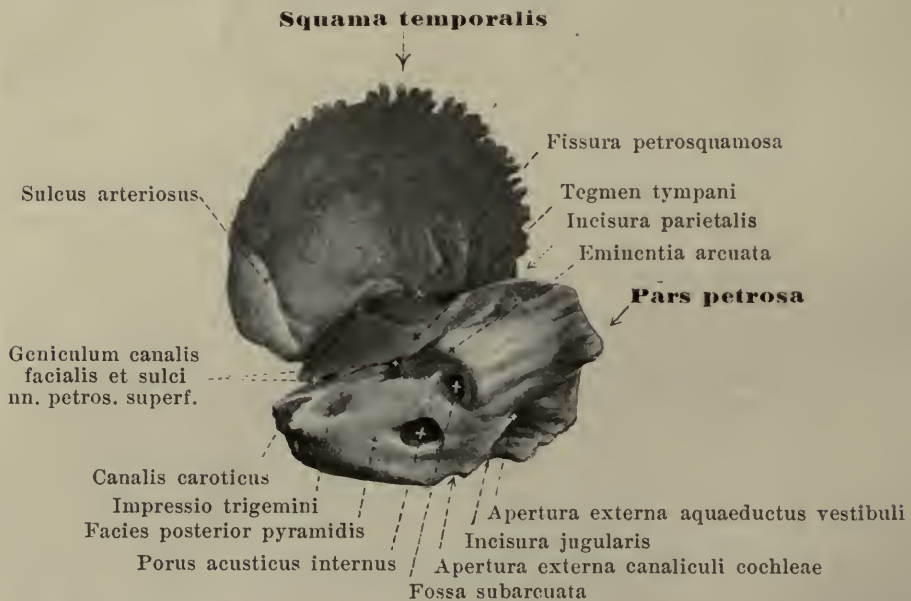 Squama temporalis
Fissura petrosquamosa
Sulcus arteriosus
Tegmen tympani
Incisura parietalis
Eminentia arcuata
Pars petrosa
Geniculum canalis
facialis et sulci
nn. petros. superf.
Canalis caroticus
Impressio trigemini
Facies posterior pyramidis
Porus acusticus internus
Apertura externa aquaeductus vestibuli
Incisura jugularis
Apertura externa canaliculi cochleae
Fossa subarcuata